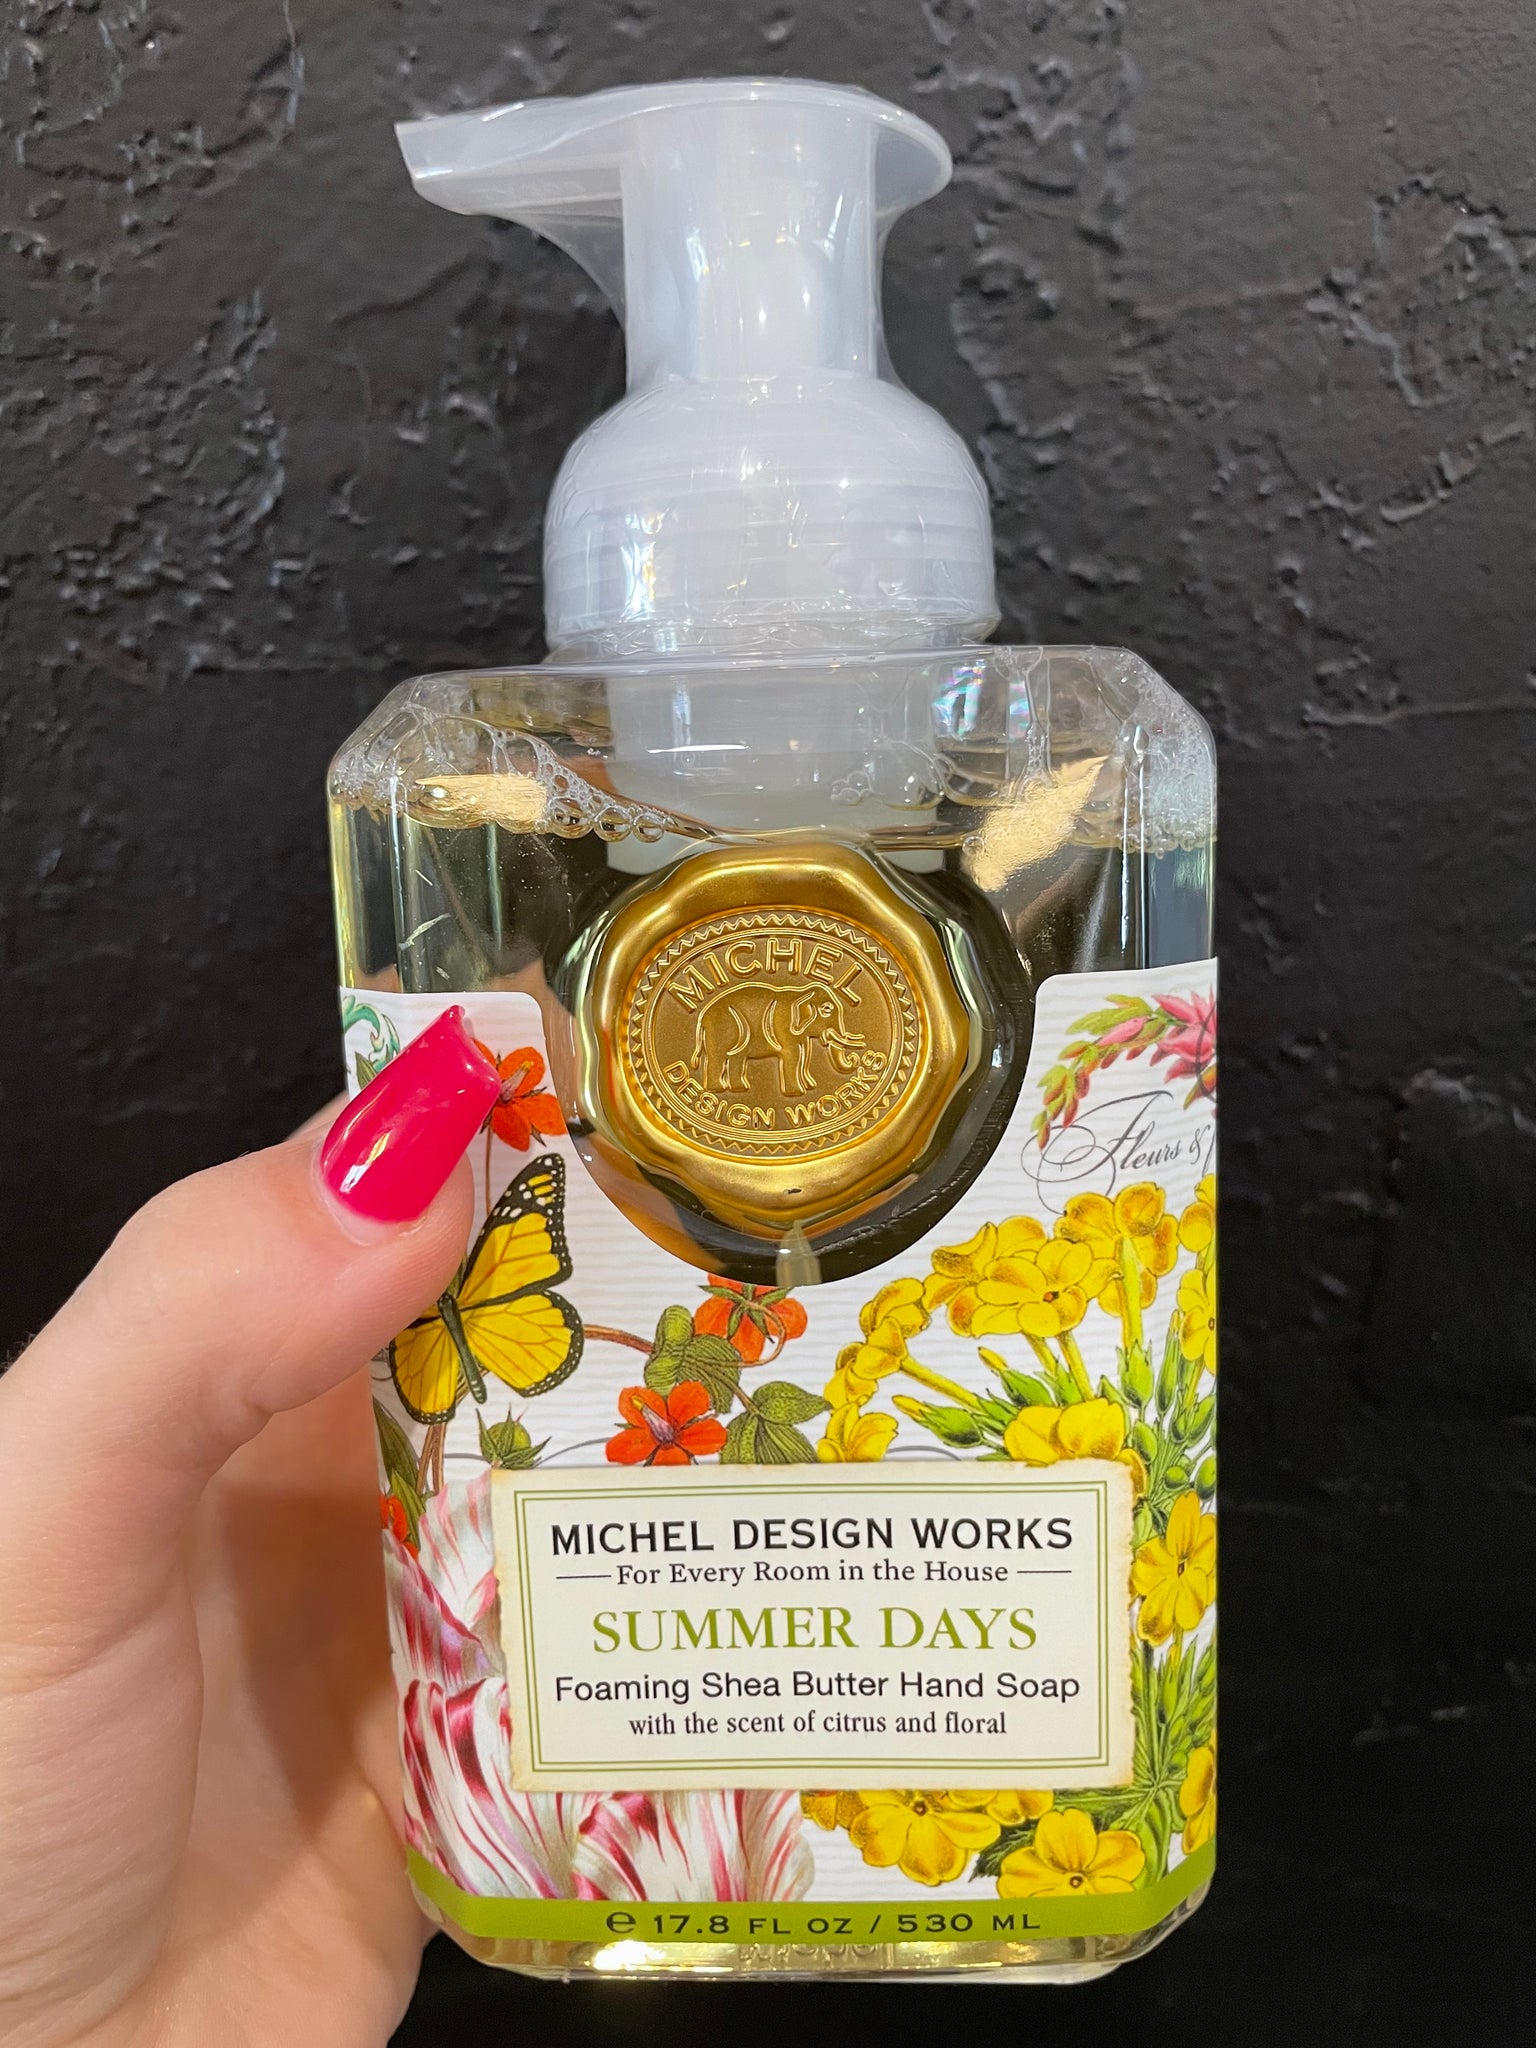 MICHEL
DESIGN WORKS
Fleurs &
MICHEL DESIGN WORKS
For Every Room in the House
SUMMER DAYS
Foaming Shea Butter Hand Soap
with the scent of citrus and floral
℮ 17.8 FL OZ / 530 ML